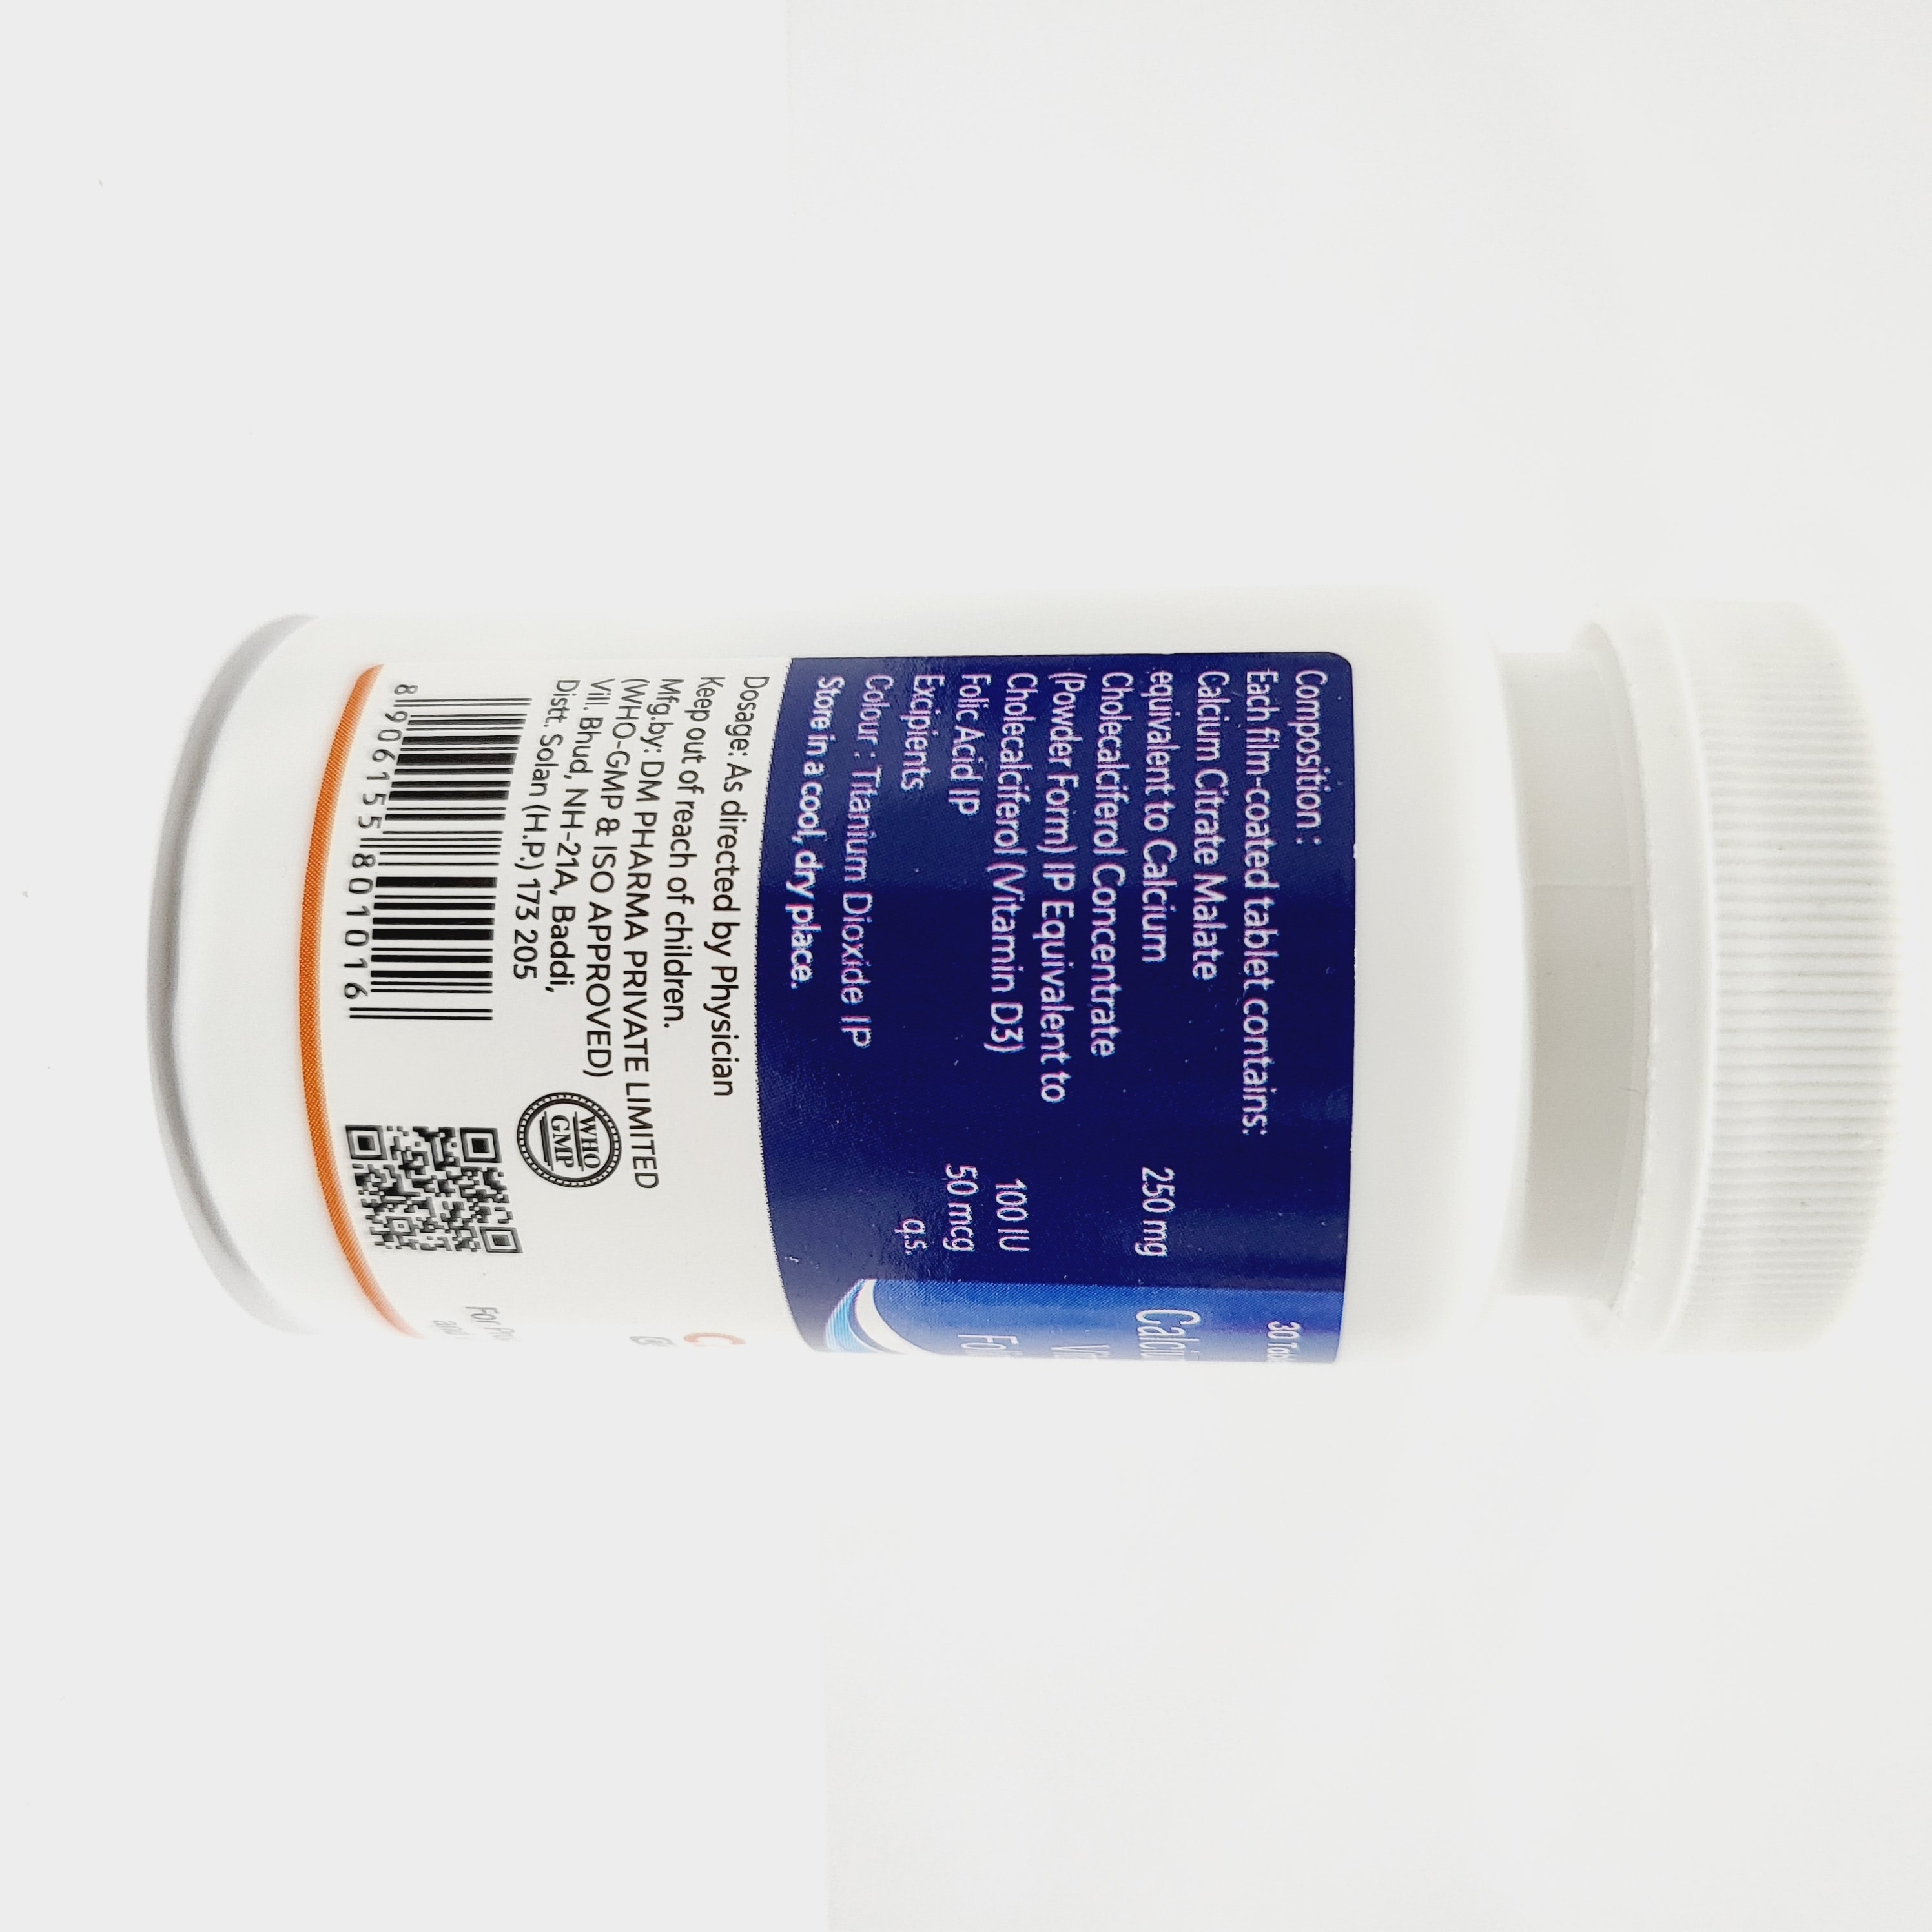 Composition :
Each film-coated tablet contains:
Calcium Citrate Malate
equivalent to Calcium 250 mg
Cholecalciferol Concentrate
(Powder Form) IP Equivalent to
Cholecalciferol (Vitamin D3) 100 IU
Folic Acid IP 50 mcg
Excipients q.s.
Colour : Titanium Dioxide IP
Store in a cool, dry place.
Dosage: As directed by Physician
Keep out of reach of children.
Mfg.by: DM PHARMA PRIVATE LIMITED
(WHO-GMP & ISO APPROVED)
Vill. Bhud, NH-21A, Baddi,
Distt. Solan (H.P.) 173 205
WHO
GMP
8 906155 801016
30
For